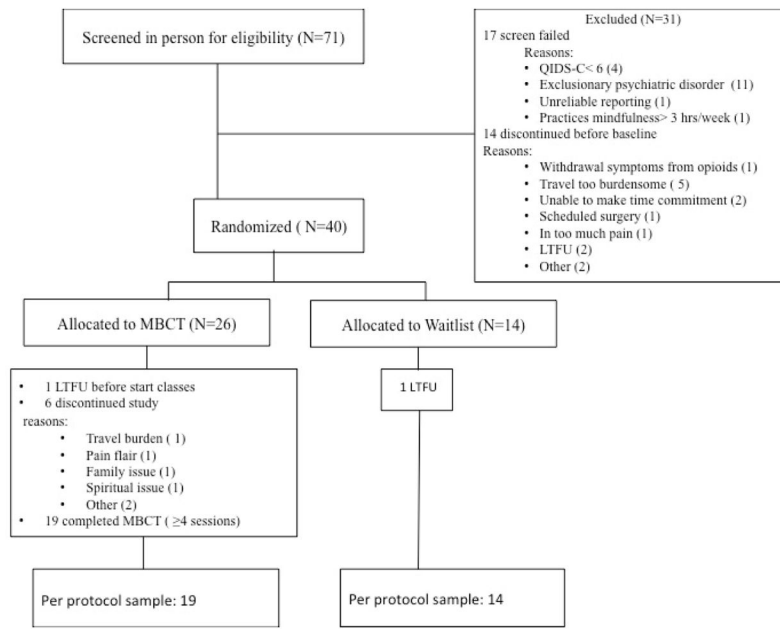 Screened in person for eligibility (N=71)
Excluded (N=31)
17 screen failed
Reasons:
• QIDS-C< 6 (4)
• Exclusionary psychiatric disorder (11)
• Unreliable reporting (1)
• Practices mindfulness> 3 hrs/week (1)
14 discontinued before baseline
Reasons:
• Withdrawal symptoms from opioids (1)
• Travel too burdensome ( 5)
• Unable to make time commitment (2)
• Scheduled surgery (1)
• In too much pain (1)
• LTFU (2)
• Other (2)
Randomized ( N=40)
Allocated to MBCT (N=26)
Allocated to Waitlist (N=14)
• 1 LTFU before start classes
• 6 discontinued study
reasons:
• Travel burden ( 1)
• Pain flair (1)
• Family issue (1)
• Spiritual issue (1)
• Other (2)
• 19 completed MBCT ( ≥4 sessions)
1 LTFU
Per protocol sample: 19
Per protocol sample: 14